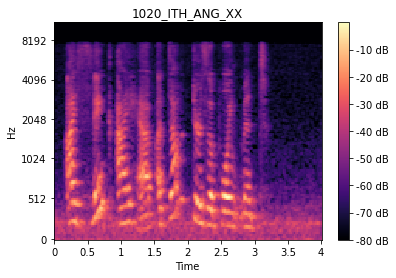 1020_ITH_ANG_XX
8192
4096
2048
1024
512
0
Hz
0 0.5 1 1.5 2 2.5 3 3.5 4
Time
-10 dB
-20 dB
-30 dB
-40 dB
-50 dB
-60 dB
-70 dB
-80 dB